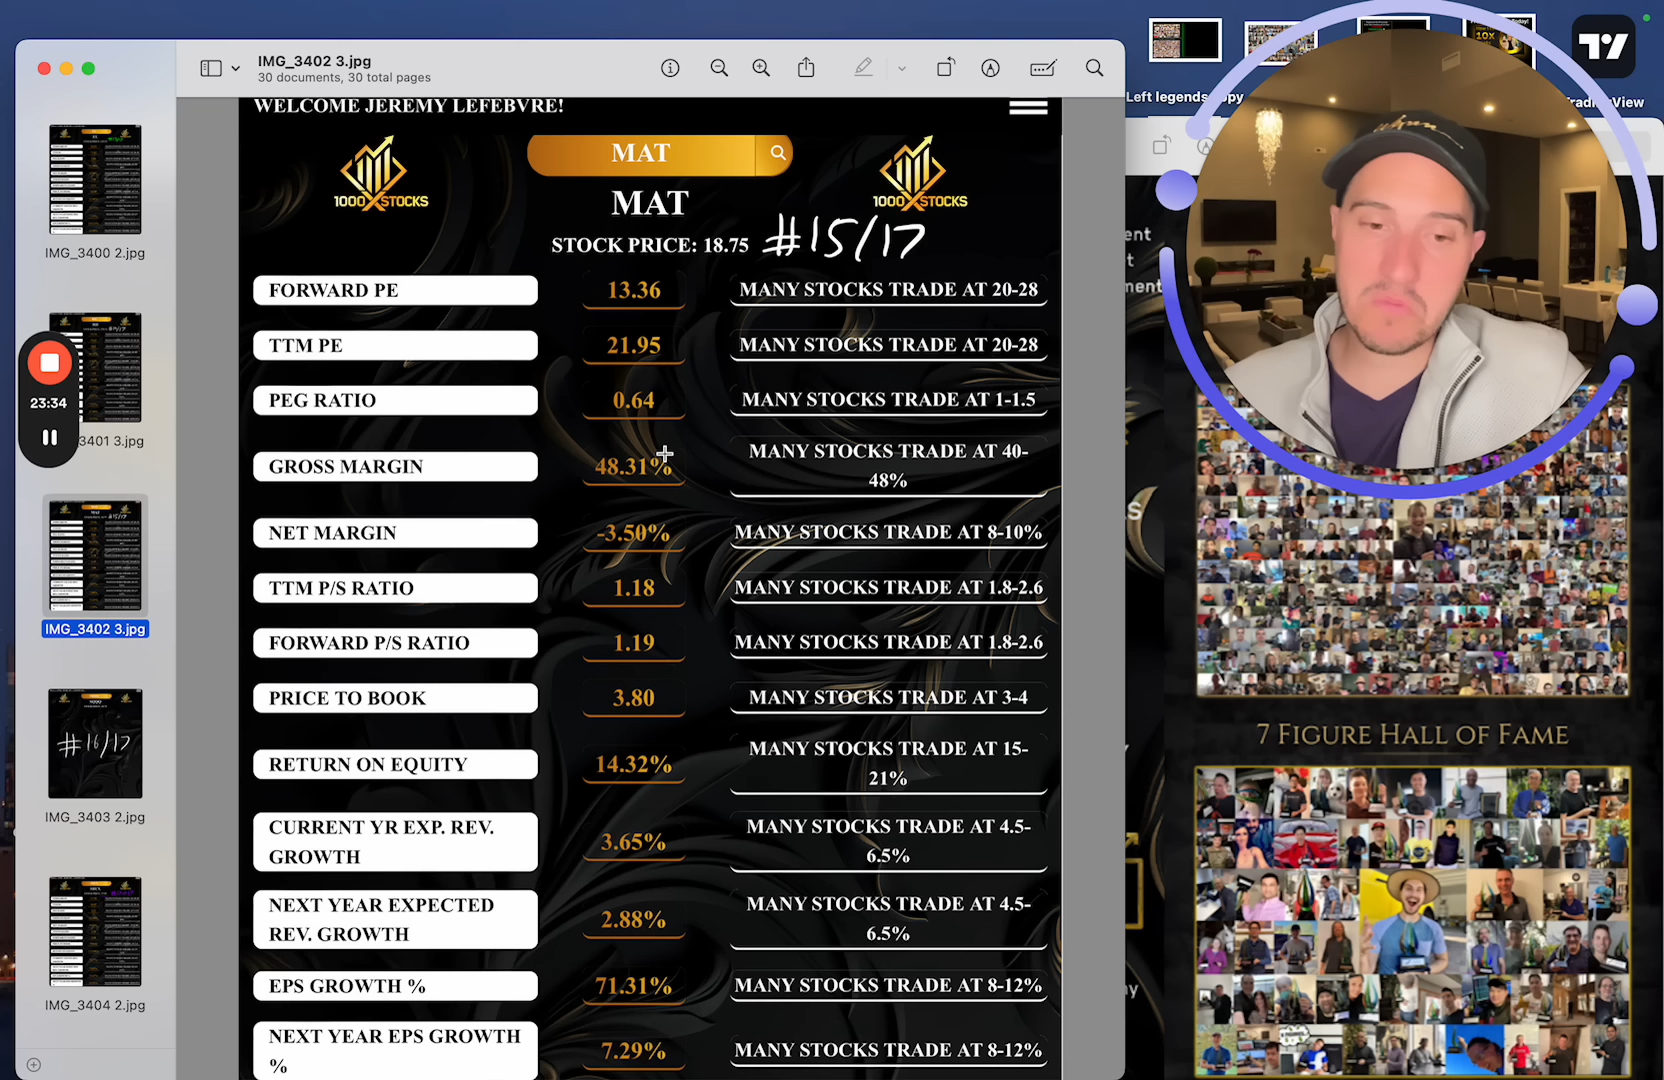 IMG_3402 3.jpg
30 documents, 30 total pages
Left legends
TradingView
WELCOME JEREMY LEFEBVRE!
1000XSTOCKS
MAT
1000XSTOCKS
MAT
STOCK PRICE: 18.75 #15/17
FORWARD PE 13.36 MANY STOCKS TRADE AT 20-28
TTM PE 21.95 MANY STOCKS TRADE AT 20-28
PEG RATIO 0.64 MANY STOCKS TRADE AT 1-1.5
GROSS MARGIN 48.31% MANY STOCKS TRADE AT 40-
48%
NET MARGIN -3.50% MANY STOCKS TRADE AT 8-10%
TTM P/S RATIO 1.18 MANY STOCKS TRADE AT 1.8-2.6
FORWARD P/S RATIO 1.19 MANY STOCKS TRADE AT 1.8-2.6
PRICE TO BOOK 3.80 MANY STOCKS TRADE AT 3-4
RETURN ON EQUITY 14.32% MANY STOCKS TRADE AT 15-
21%
CURRENT YR EXP. REV.
GROWTH 3.65% MANY STOCKS TRADE AT 4.5-
6.5%
NEXT YEAR EXPECTED
REV. GROWTH 2.88% MANY STOCKS TRADE AT 4.5-
6.5%
EPS GROWTH % 71.31% MANY STOCKS TRADE AT 8-12%
NEXT YEAR EPS GROWTH
% 7.29% MANY STOCKS TRADE AT 8-12%
IMG_3400 2.jpg
23:34
3401 3.jpg
IMG_3402 3.jpg
#16/17
IMG_3403 2.jpg
IMG_3404 2.jpg
10X
7 FIGURE HALL OF FAME